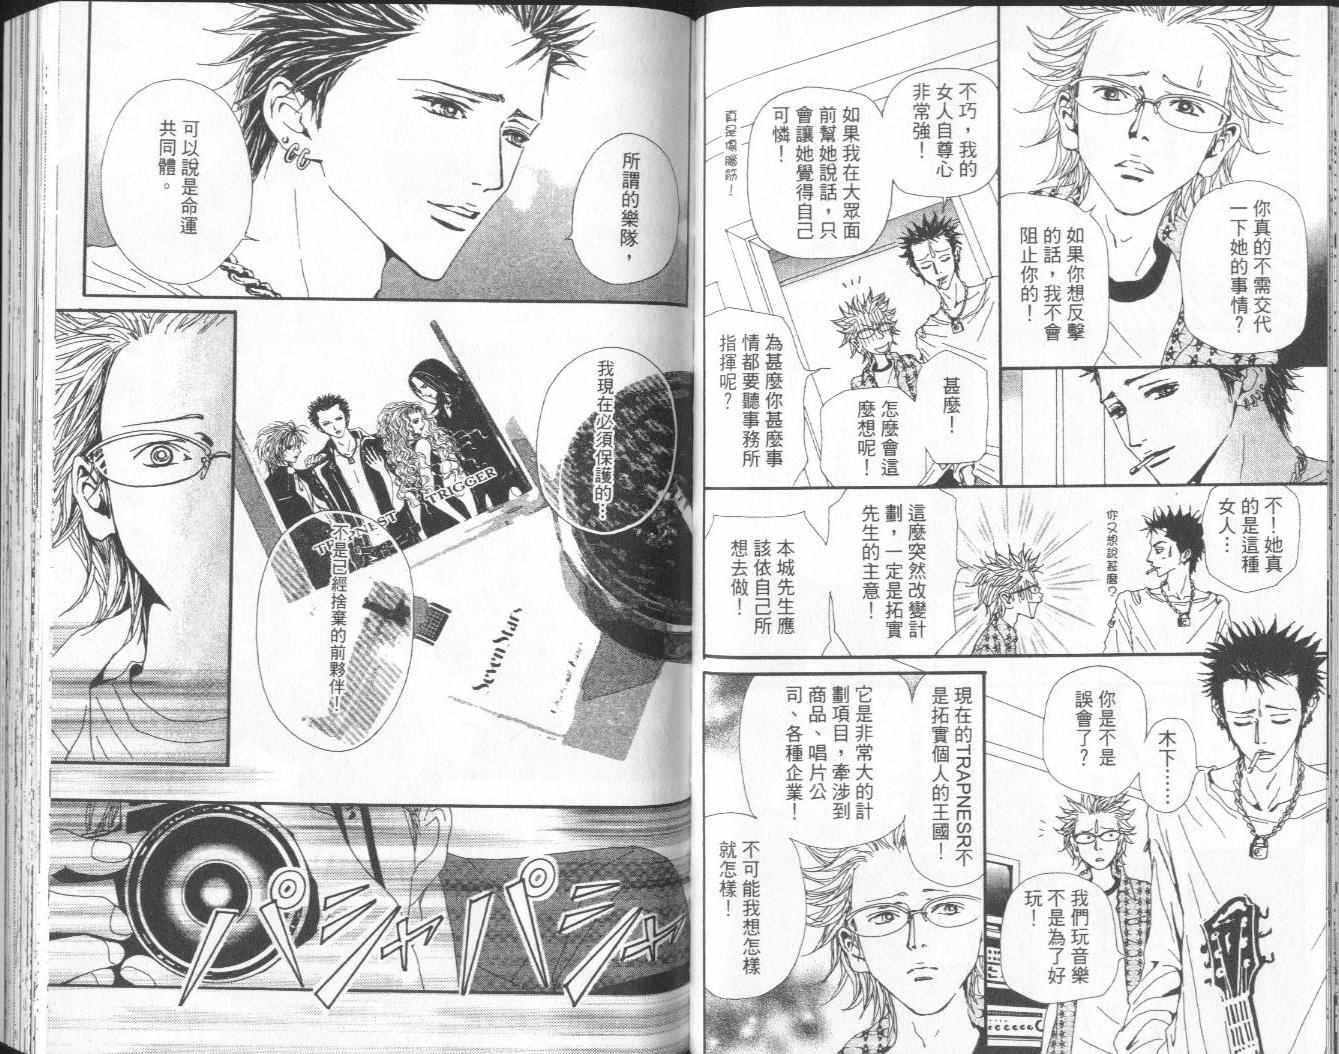 你真的不需交代
一下她的事情？
如果你想反擊
的話，我不會
阻止你的！
不巧，我的
女人自尊心
非常強！
如果我在大眾面
前幫她說話，只
會讓她覺得自己
可憐！
真是傷腦筋！
甚麼！
怎麼會這
麼想呢！
為甚麼你甚麼事
情都要聽事務所
指揮呢？
不！她真
的是這種
女人…
你又想說甚麼？
這麼突然改變計
劃，一定是拓實
先生的主意！
本城先生應
該依自己所
想去做！
木下……
你是不是
誤會了？
我們玩音樂
不是為了好
玩！
現在的TRAPNESR不
是拓實個人的王國！
它是非常大的計
劃項目，牽涉到
商品、唱片公
司、各種企業！
不可能我想怎樣
就怎樣！
所謂的樂隊，
可以說是命運
共同體。
我現在必須保護的…
TRIGGER
不是已經捨棄的前夥伴！
Seven Stars
パシャパシャ